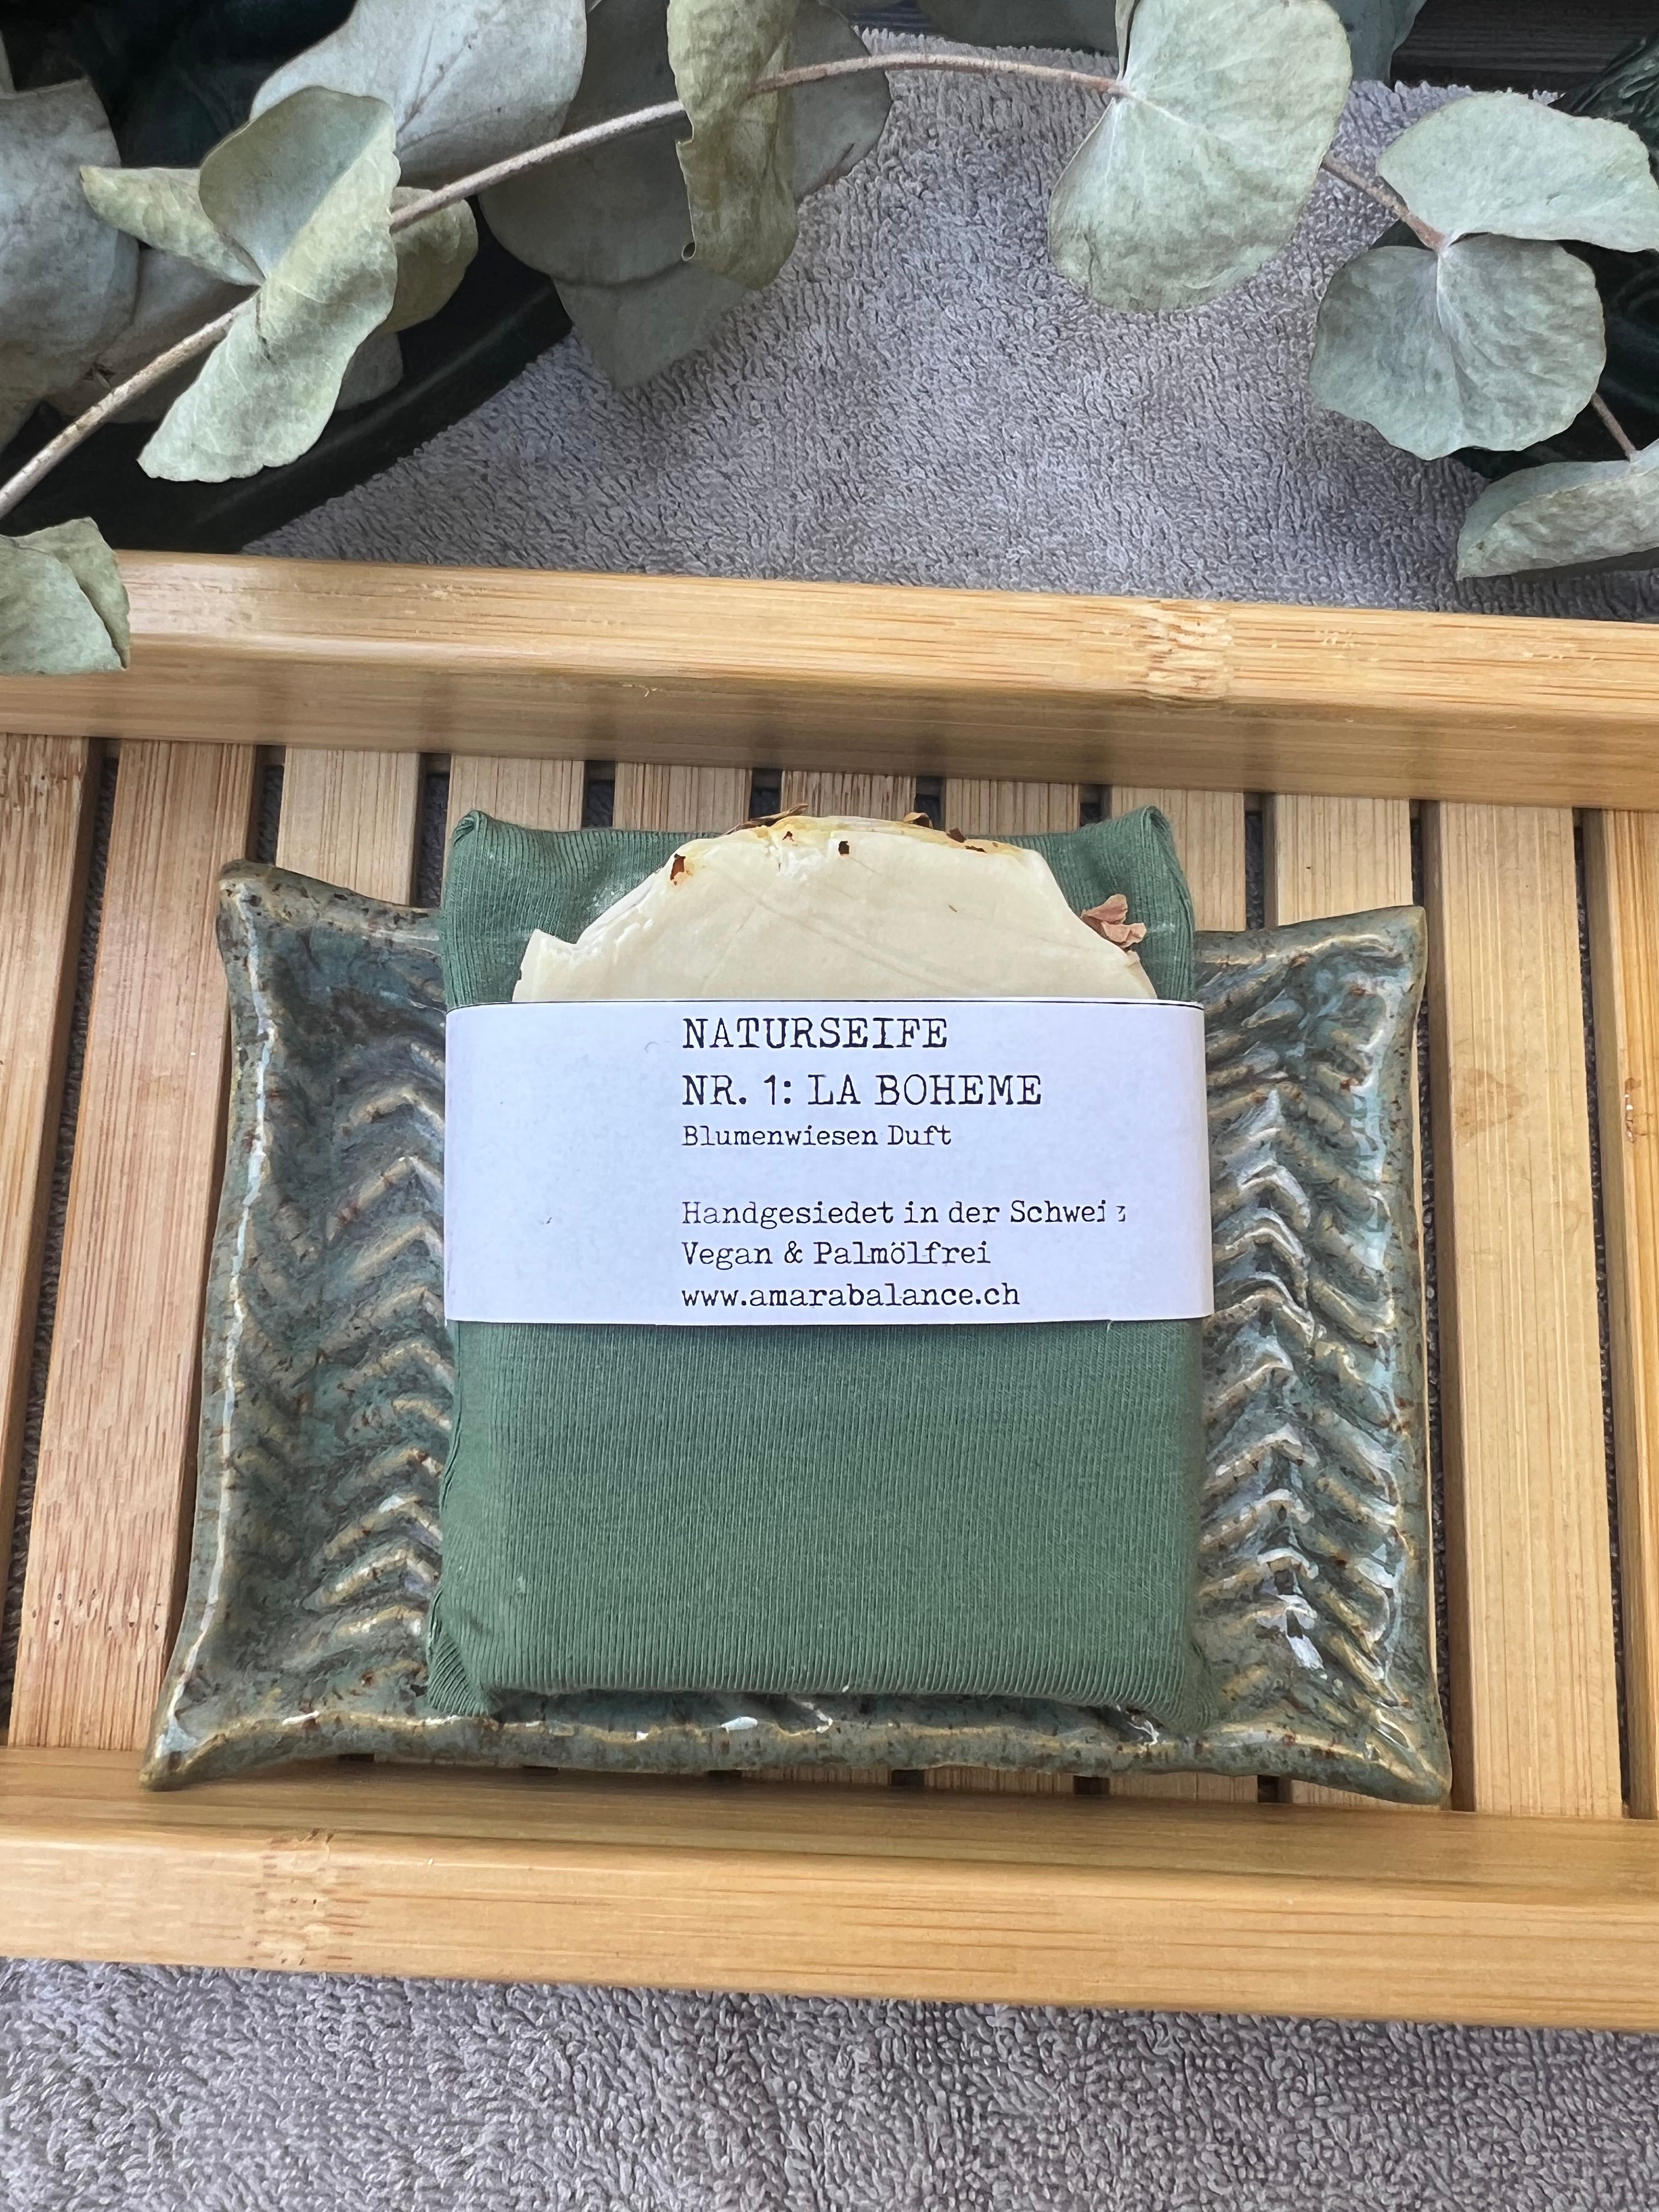 NATURSEIFE
NR. 1: LA BOHEME
Blumenwiesen Duft
Handgesiedet in der Schweiz
Vegan & Palmölfrei
www.amarabalance.ch